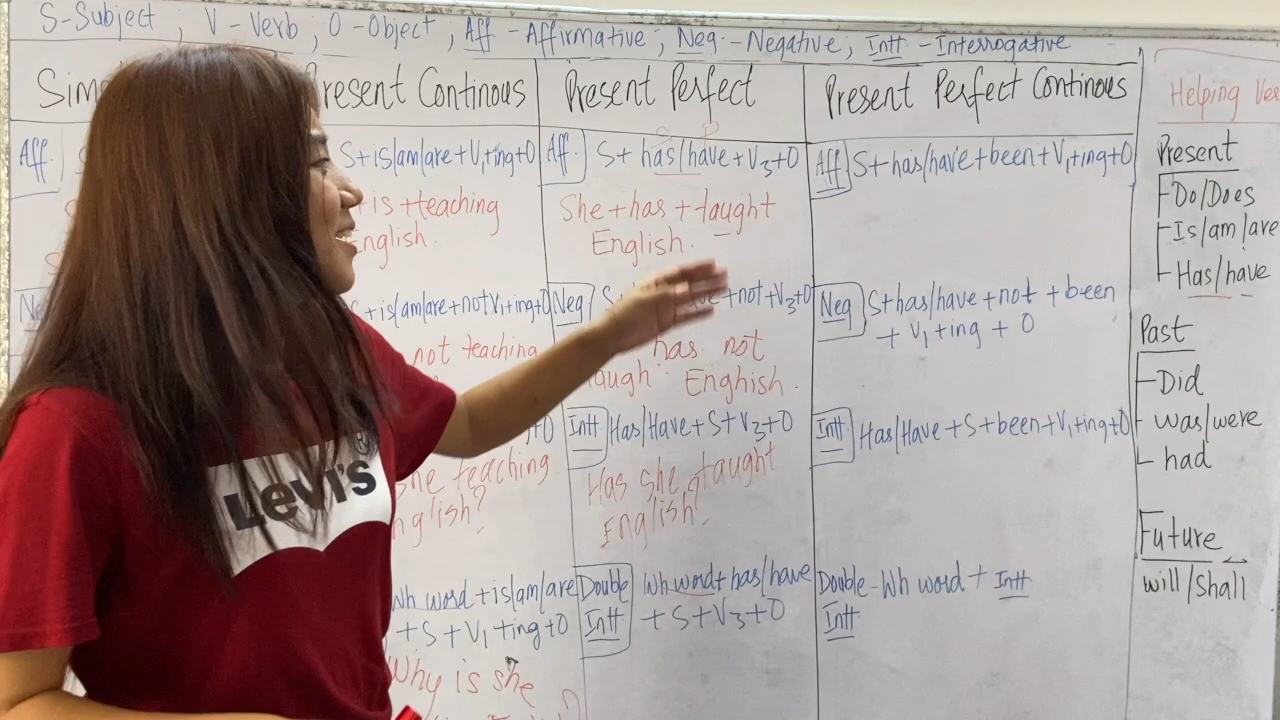 S-Subject , V-Verb , O-Object , Aff -Affirmative , Neg -Negative , Intt -Interrogative
Present Continous
Present Perfect
Present Perfect Continous
Aff
S+is/am/are+V1+ing+O
is +teaching
English.
S+is/am/are+notV1+ing+O
not teaching
+O
she teaching
English?
Wh word+is/am/are
+S+V1+ing+O
Why is she
Aff
S+ has/have+V3+O
She+has+taught
English.
Neg
+not+V3+O
has not
Enghish.
Intt
Has/Have+S+V3+O
Has she taught
English?
Double
Intt
Wh word+has/have
+S+V3+O
Aff
S+has/have+been+V1+ing+O
Neg
S+has/have+not+been
+V1+ing+O
Intt
Has/Have+S+been+V1+ing+O
Double-Wh word + Intt
Intt
Helping
Present
Do/Does
Is/am/are
Has/have
Past
Did
was/were
had
Future
will/shall
LEVI'S
®